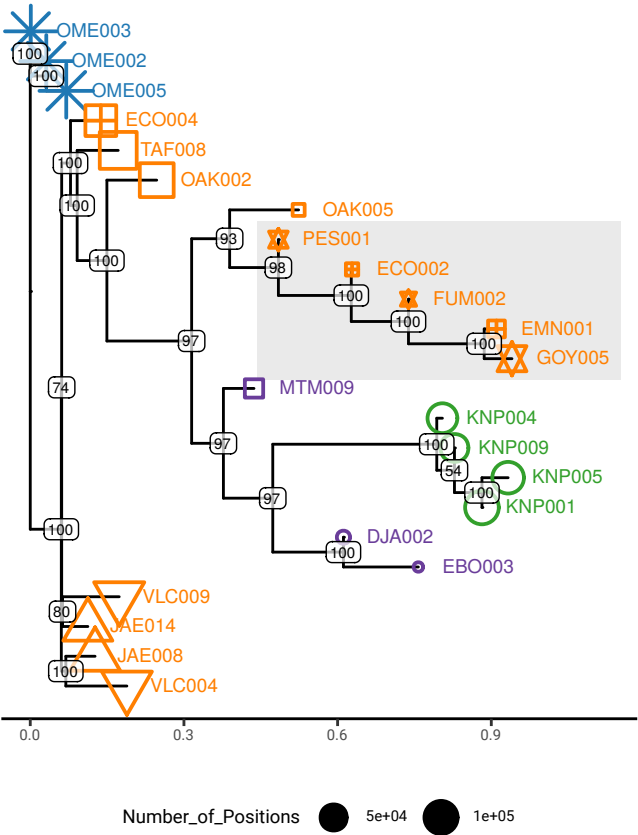 OME003
100
OME002
100
OME005
ECO004
TAF008
100
OAK002
100
OAK005
93
PES001
100
98
ECO002
100
FUM002
100
EMN001
97
100
GOY005
74
MTM009
KNP004
97
100
KNP009
54
KNP005
100
97
KNP001
100
DJA002
100
EBO003
VLC009
80
JAE014
JAE008
100
VLC004
0.0 0.3 0.6 0.9
Number_of_Positions 5e+04 1e+05